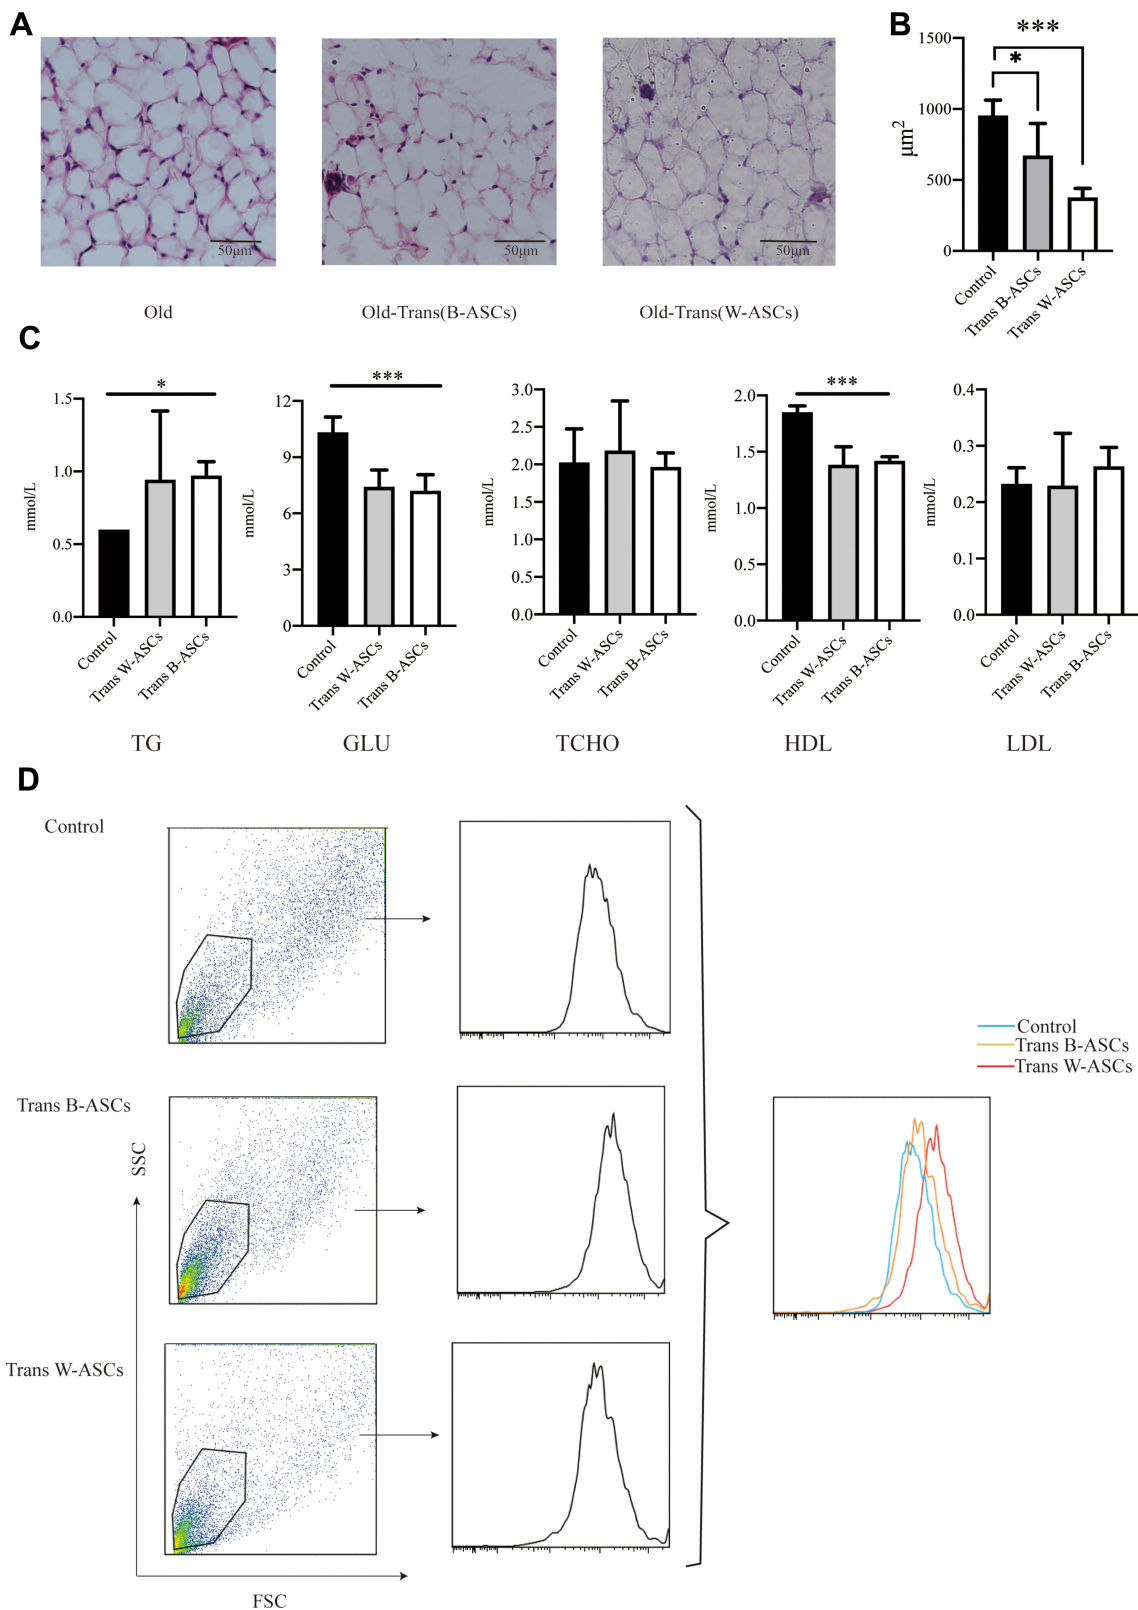 A
50μm
50μm
50μm
Old
Old-Trans(B-ASCs)
Old-Trans(W-ASCs)
B
***
*
1500
1000
500
0
μm²
Control
Trans B-ASCs
Trans W-ASCs
C
*
1.5
1.0
0.5
0.0
mmol/L
Control
Trans W-ASCs
Trans B-ASCs
TG
***
12
9
6
3
0
mmol/L
Control
Trans W-ASCs
Trans B-ASCs
GLU
3.0
2.5
2.0
1.5
1.0
0.5
0.0
mmol/L
Control
Trans W-ASCs
Trans B-ASCs
TCHO
***
2.0
1.5
1.0
0.5
0.0
mmol/L
Control
Trans W-ASCs
Trans B-ASCs
HDL
0.4
0.3
0.2
0.1
0.0
mmol/L
Control
Trans W-ASCs
Trans B-ASCs
LDL
D
Control
Trans B-ASCs
Trans W-ASCs
SSC
FSC
Control
Trans B-ASCs
Trans W-ASCs